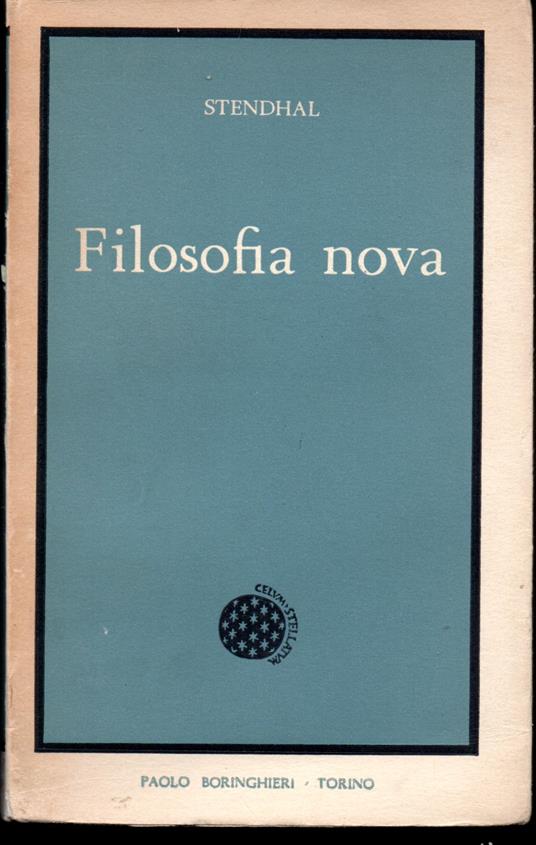 STENDHAL
Filosofia nova
CELVM·STELLATVM
PAOLO BORINGHIERI · TORINO